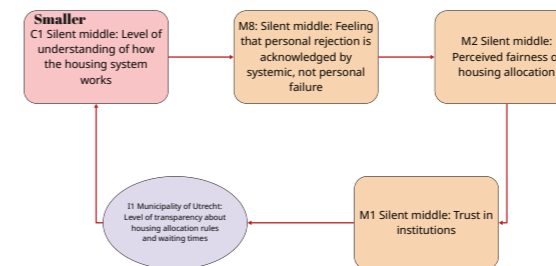 Smaller
C1 Silent middle: Level of
understanding of how
the housing system
works
M8: Silent middle: Feeling
that personal rejection is
acknowledged by
systemic, not personal
failure
M2 Silent middle:
Perceived fairness o
housing allocation
I1 Municipality of Utrecht:
Level of transparency about
housing allocation rules
and waiting times
M1 Silent middle: Trust in
institutions